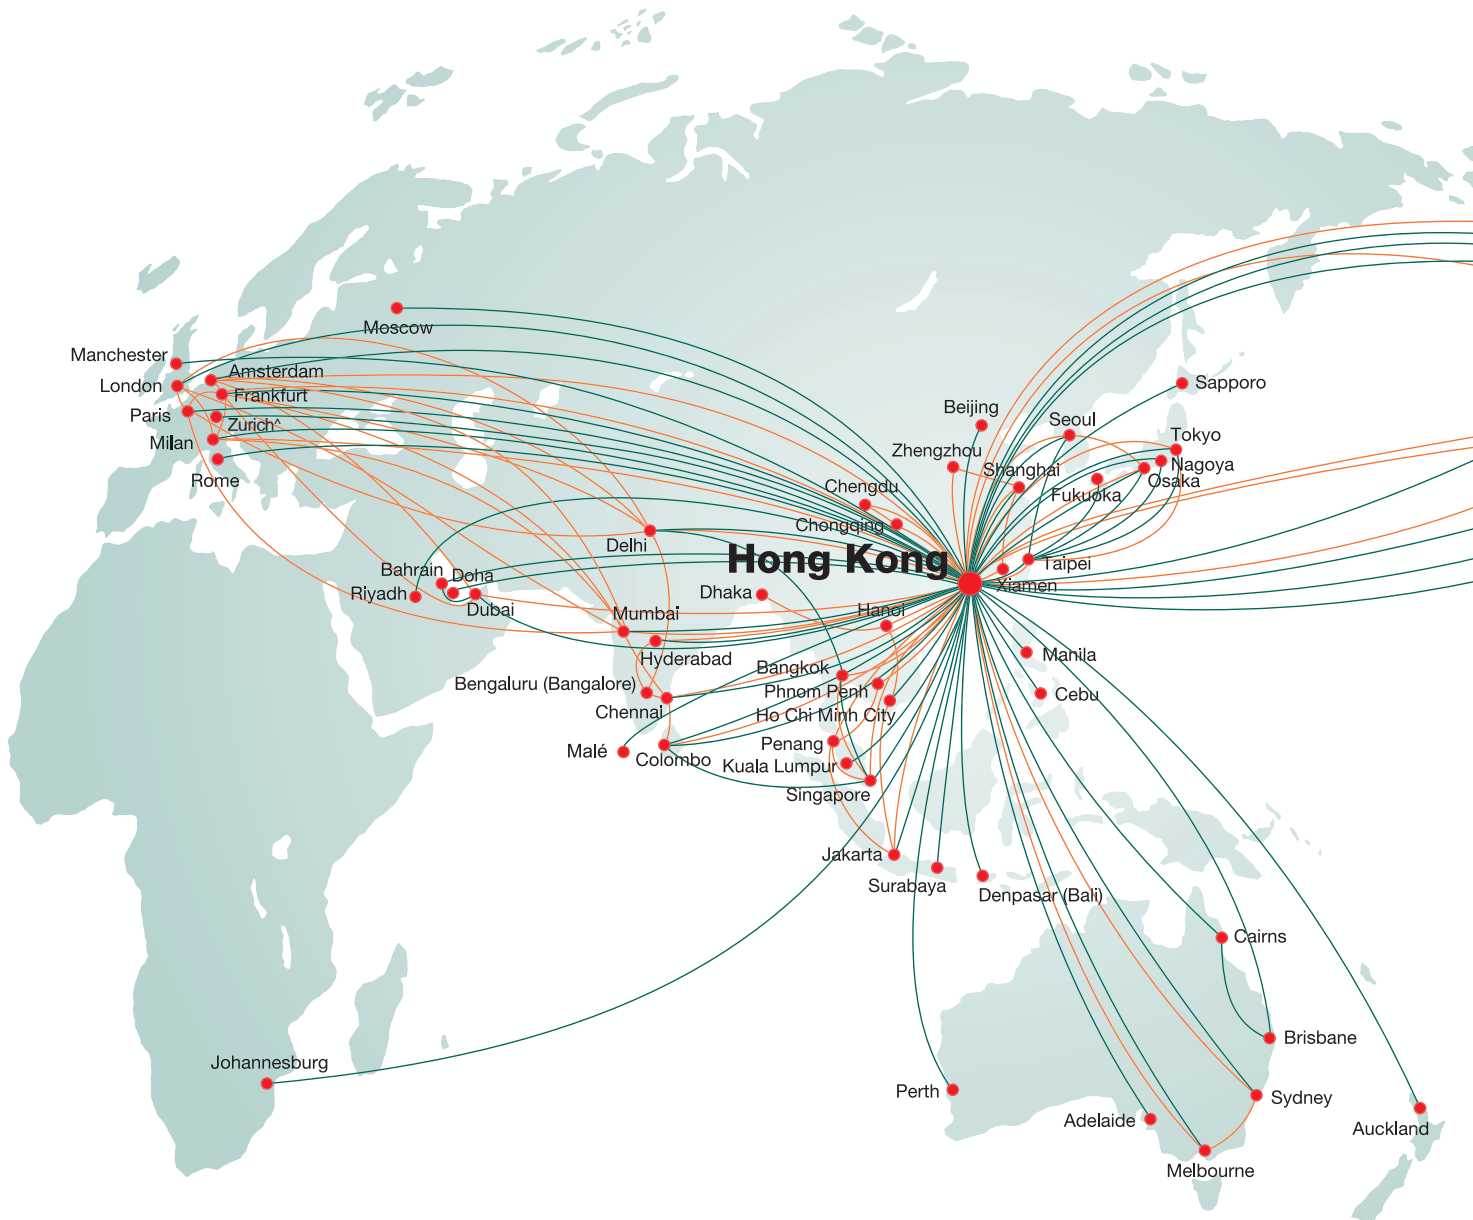 Moscow
Manchester
London
Amsterdam
Frankfurt
Paris
Zurich^
Milan
Rome
Sapporo
Beijing
Seoul
Tokyo
Zhengzhou
Shanghai
Nagoya
Osaka
Fukuoka
Chengdu
Chongqing
Delhi
Hong Kong
Taipei
Xiamen
Bahrain
Doha
Riyadh
Dubai
Dhaka
Mumbai
Hanoi
Hyderabad
Manila
Bangkok
Bengaluru (Bangalore)
Phnom Penh
Cebu
Chennai
Ho Chi Minh City
Malé
Colombo
Penang
Kuala Lumpur
Singapore
Jakarta
Surabaya
Denpasar (Bali)
Cairns
Brisbane
Johannesburg
Perth
Sydney
Adelaide
Auckland
Melbourne